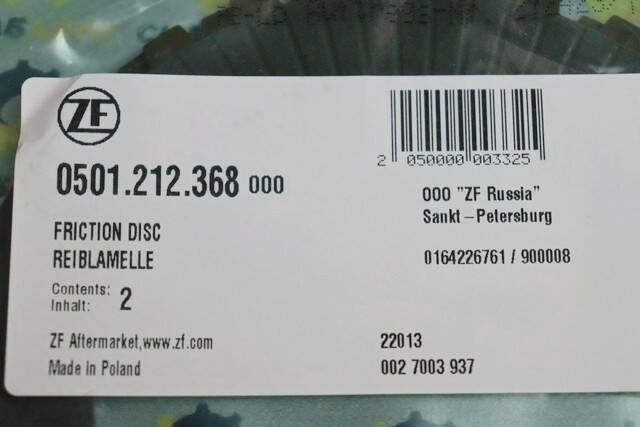 ZF
0501.212.368 000
FRICTION DISC
REIBLAMELLE
Contents:
Inhalt: 2
ZF Aftermarket,www.zf.com
Made in Poland
2 050000 003325
OOO "ZF Russia"
Sankt-Petersburg
0164226761 / 900008
22013
002 7003 937